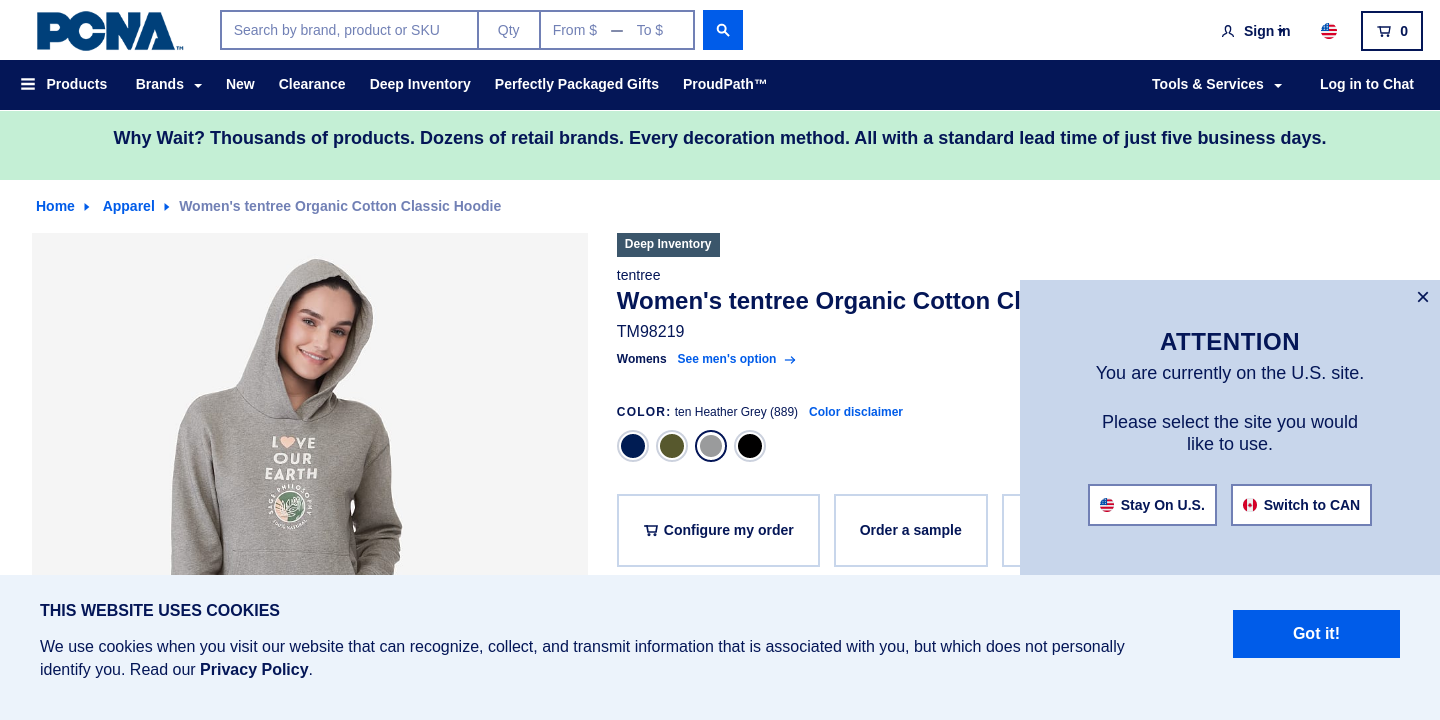 PCNA™
Search by brand, product or SKU
Qty
From $ — To $
Sign in
0
Products
Brands
New
Clearance
Deep Inventory
Perfectly Packaged Gifts
ProudPath™
Tools & Services
Log in to Chat
Why Wait? Thousands of products. Dozens of retail brands. Every decoration method. All with a standard lead time of just five business days.
Home
Apparel
Women's tentree Organic Cotton Classic Hoodie
LOVE
OUR
EARTH
SAGE PHILOSOPHY
100% NATURAL
Deep Inventory
tentree
Women's tentree Organic Cotton Cl
TM98219
Womens See men's option
COLOR: ten Heather Grey (889) Color disclaimer
Configure my order
Order a sample
×
ATTENTION
You are currently on the U.S. site.
Please select the site you would
like to use.
Stay On U.S.
Switch to CAN
THIS WEBSITE USES COOKIES
We use cookies when you visit our website that can recognize, collect, and transmit information that is associated with you, but which does not personally
identify you. Read our Privacy Policy.
Got it!